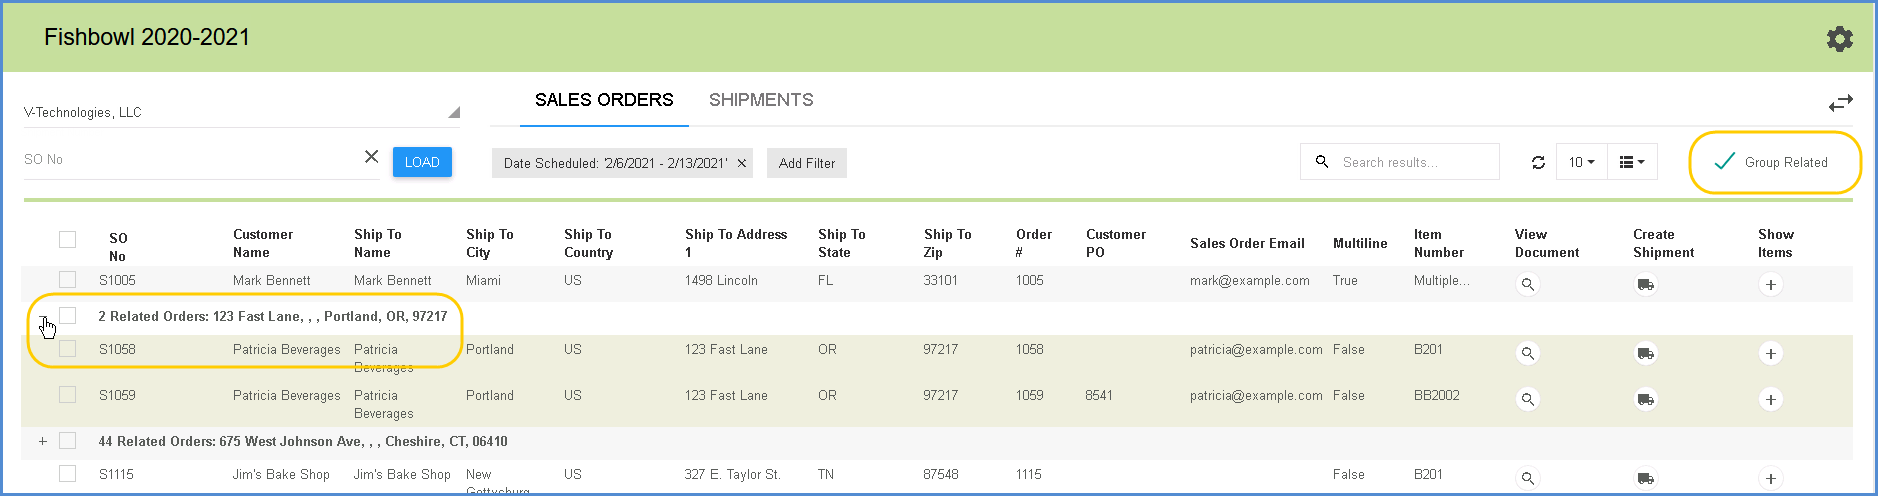 Fishbowl 2020-2021
V-Technologies, LLC
SALES ORDERS SHIPMENTS
SO No LOAD Date Scheduled: '2/6/2021 - 2/13/2021' Add Filter Search results... 10 Group Related
SO No Customer Name Ship To Name Ship To City Ship To Country Ship To Address 1 Ship To State Ship To Zip Order # Customer PO Sales Order Email Multiline Item Number View Document Create Shipment Show Items
S1005 Mark Bennett Mark Bennett Miami US 1498 Lincoln FL 33101 1005 mark@example.com True Multiple...
2 Related Orders: 123 Fast Lane, , , Portland, OR, 97217
S1058 Patricia Beverages Patricia Beverages Portland US 123 Fast Lane OR 97217 1058 patricia@example.com False B201
S1059 Patricia Beverages Patricia Beverages Portland US 123 Fast Lane OR 97217 1059 8541 patricia@example.com False BB2002
44 Related Orders: 675 West Johnson Ave, , , Cheshire, CT, 06410
S1115 Jim's Bake Shop Jim's Bake Shop New Gettysburg US 327 E. Taylor St. TN 87548 1115 False B201